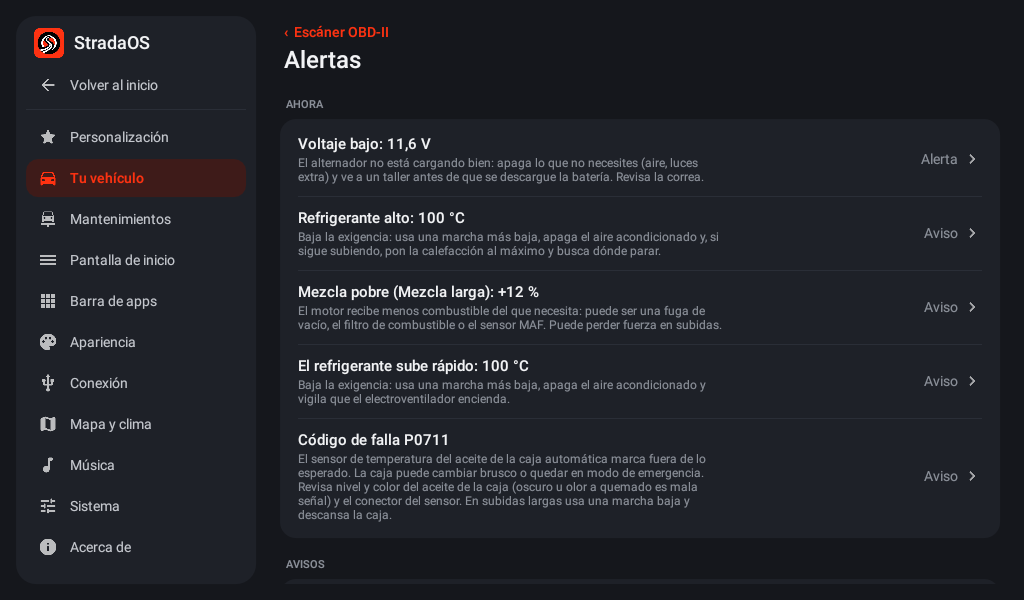 StradaOS
Volver al inicio
Personalización
Tu vehículo
Mantenimientos
Pantalla de inicio
Barra de apps
Apariencia
Conexión
Mapa y clima
Música
Sistema
Acerca de
‹ Escáner OBD-II
Alertas
AHORA
Voltaje bajo: 11,6 V
El alternador no está cargando bien: apaga lo que no necesites (aire, luces
extra) y ve a un taller antes de que se descargue la batería. Revisa la correa.
Alerta
Refrigerante alto: 100 °C
Baja la exigencia: usa una marcha más baja, apaga el aire acondicionado y, si
sigue subiendo, pon la calefacción al máximo y busca dónde parar.
Aviso
Mezcla pobre (Mezcla larga): +12 %
El motor recibe menos combustible del que necesita: puede ser una fuga de
vacío, el filtro de combustible o el sensor MAF. Puede perder fuerza en subidas.
Aviso
El refrigerante sube rápido: 100 °C
Baja la exigencia: usa una marcha más baja, apaga el aire acondicionado y
vigila que el electroventilador encienda.
Aviso
Código de falla P0711
El sensor de temperatura del aceite de la caja automática marca fuera de lo
esperado. La caja puede cambiar brusco o quedar en modo de emergencia.
Revisa nivel y color del aceite de la caja (oscuro u olor a quemado es mala
señal) y el conector del sensor. En subidas largas usa una marcha baja y
descansa la caja.
Aviso
AVISOS